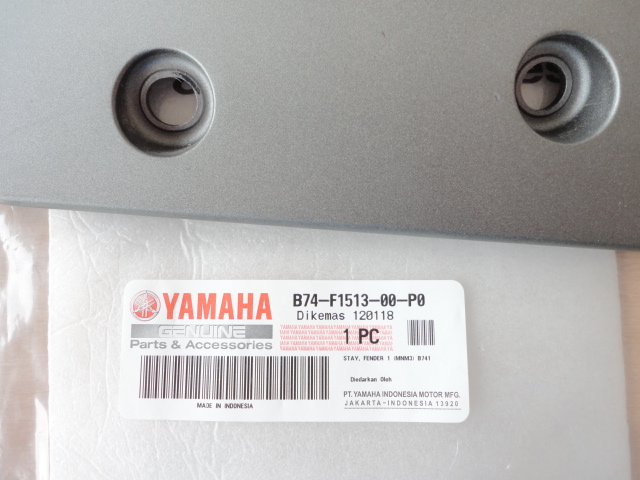 YAMAHA
GENUINE
Parts & Accessories
B74-F1513-00-P0
Dikemas 120118
1 PC
STAY, FENDER 1 (MNM3) B741
Diedarkan Oleh
PT. YAMAHA INDONESIA MOTOR MFG.
JAKARTA-INDONESIA 13920
MADE IN INDONESIA